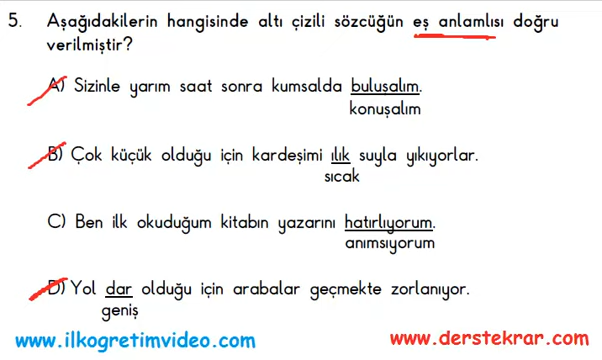 5. Aşağıdakilerin hangisinde altı çizili sözcüğün eş anlamlısı doğru
verilmiştir?
A) Sizinle yarım saat sonra kumsalda bulusalım.
konuşalım
B) Çok küçük olduğu için kardeşimi ılık suyla yıkıyorlar.
sıcak
C) Ben ilk okuduğum kitabın yazarını hatırlıyorum.
anımsıyorum
D) Yol dar olduğu için arabalar geçmekte zorlanıyor.
geniş
www.ilkogretimvideo.com www.derstekrar.com